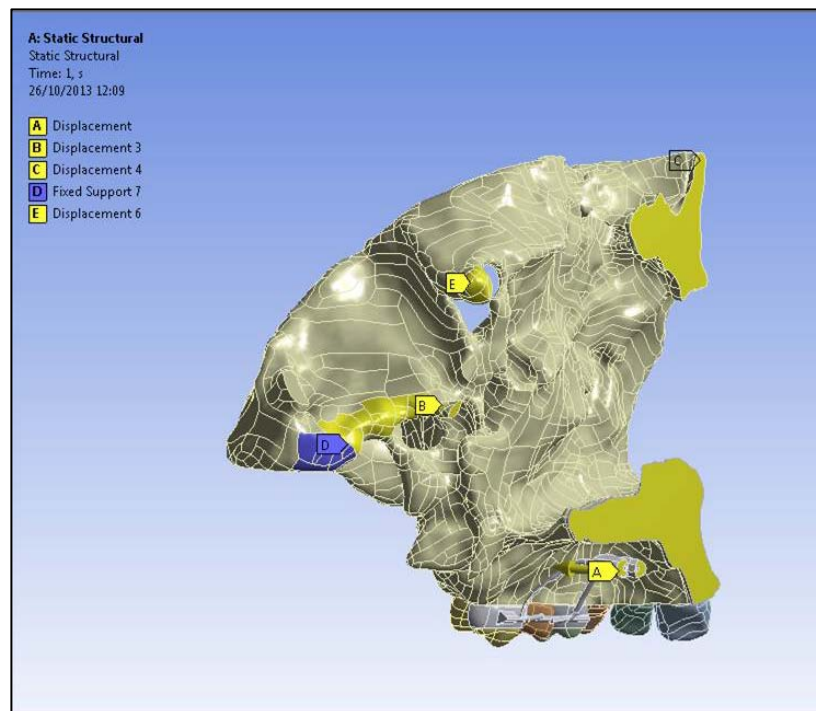 A: Static Structural
Static Structural
Time: 1, s
26/10/2013 12:09
A Displacement
B Displacement 3
C Displacement 4
D Fixed Support 7
E Displacement 6
C
E
B
D
A